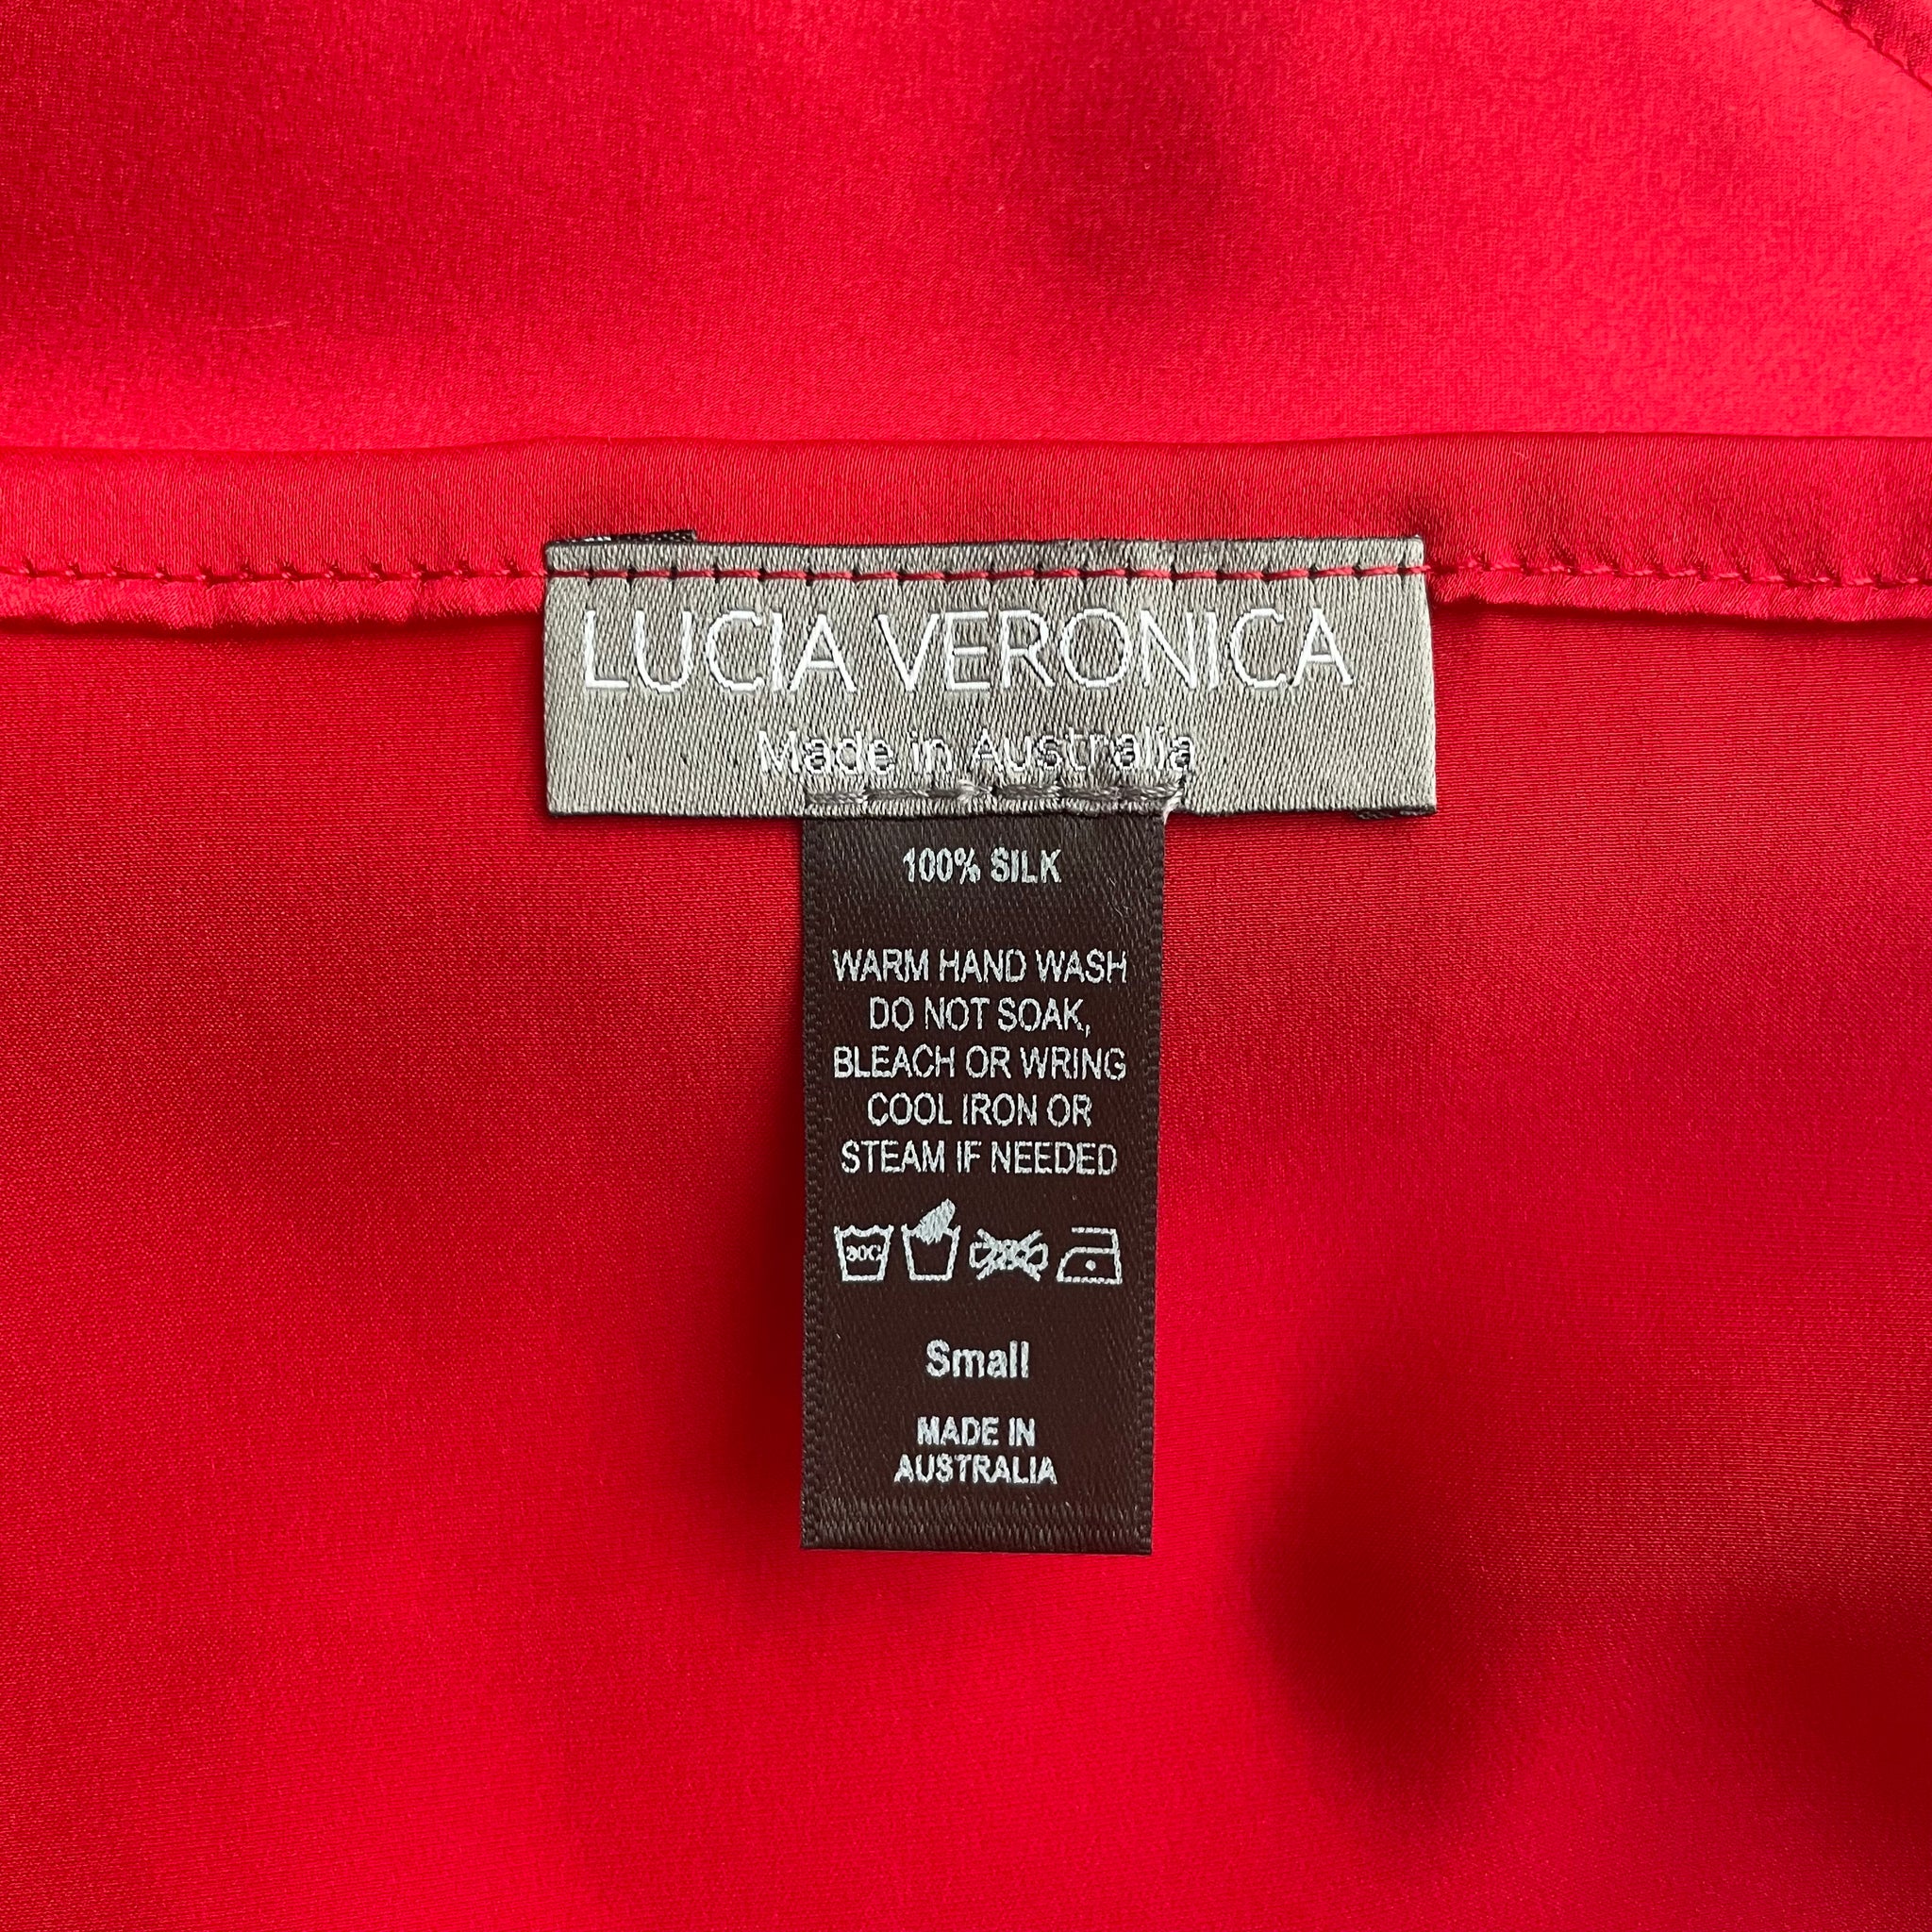 LUCIA VERONICA
Made in Australia
100% SILK
WARM HAND WASH
DO NOT SOAK,
BLEACH OR WRING
COOL IRON OR
STEAM IF NEEDED
Small
MADE IN
AUSTRALIA